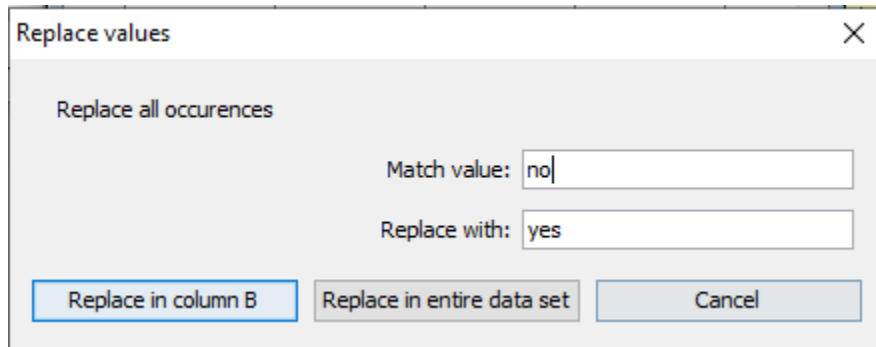 Replace values
Replace all occurences
Match value: no
Replace with: yes
Replace in column B Replace in entire data set Cancel